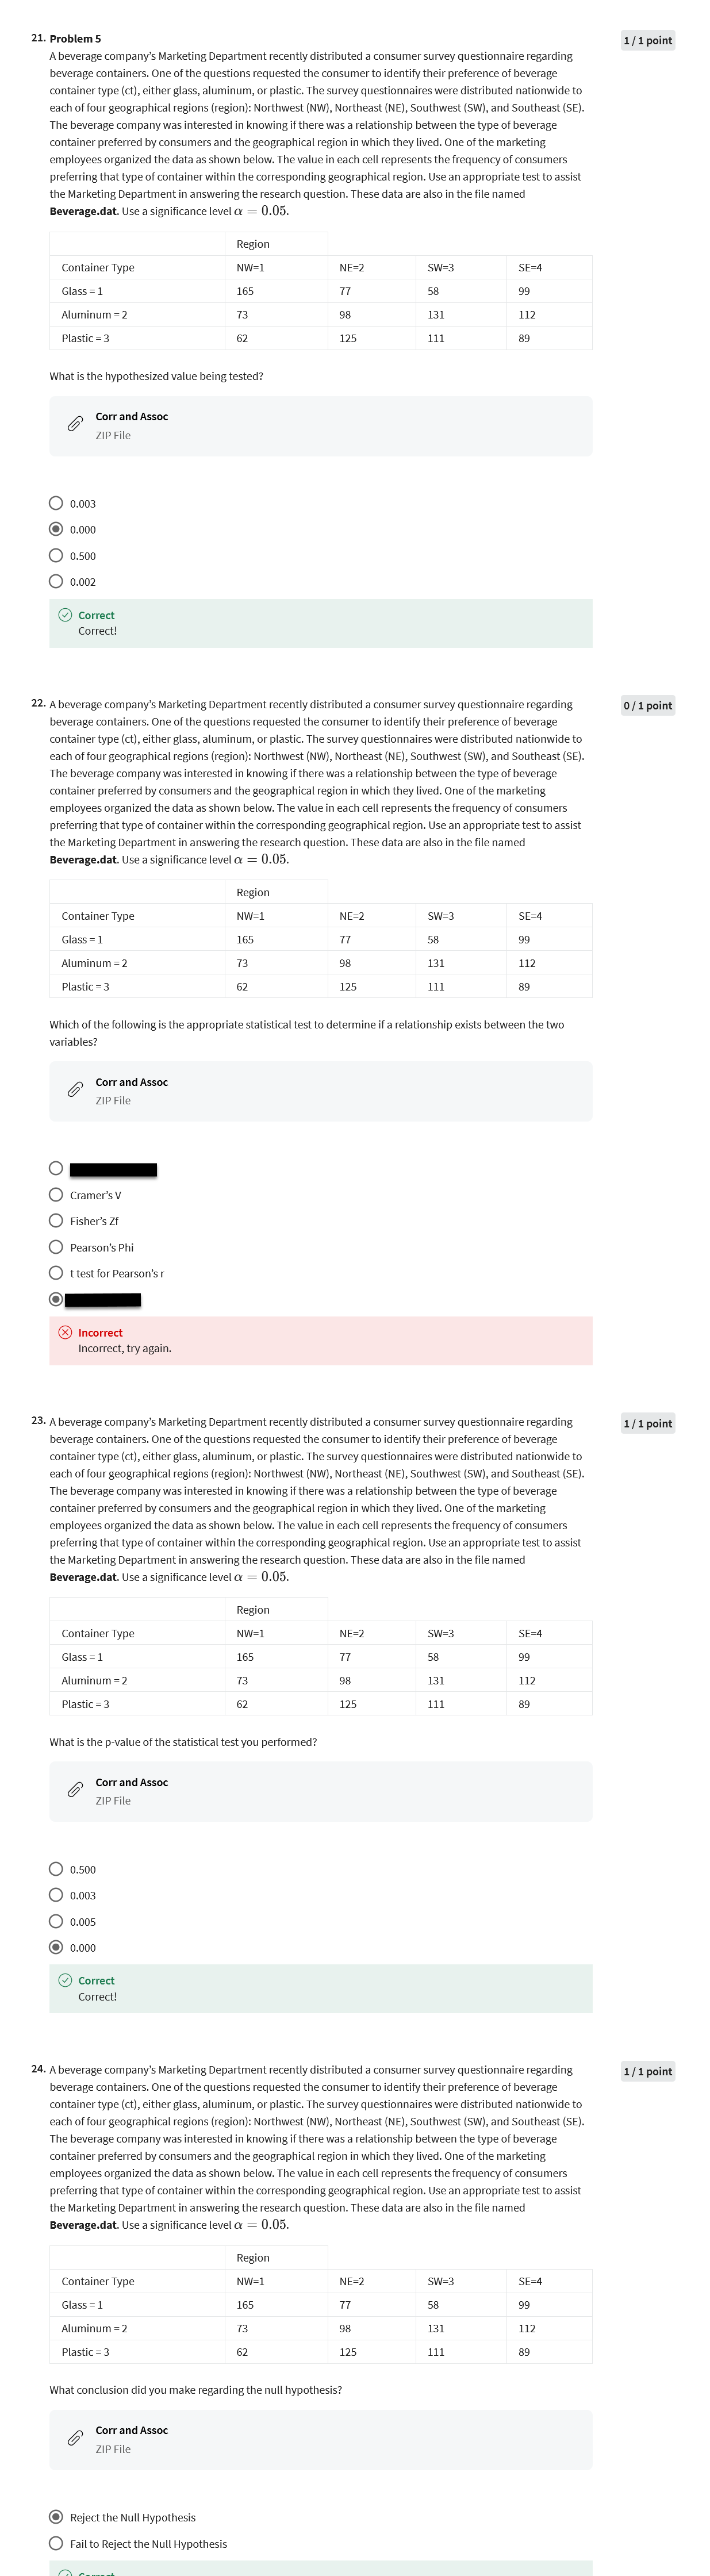 21. Problem 5
1 / 1 point
A beverage company's Marketing Department recently distributed a consumer survey questionnaire regarding
beverage containers. One of the questions requested the consumer to identify their preference of beverage
container type (ct), either glass, aluminum, or plastic. The survey questionnaires were distributed nationwide to
each of four geographical regions (region): Northwest (NW), Northeast (NE), Southwest (SW), and Southeast (SE).
The beverage company was interested in knowing if there was a relationship between the type of beverage
container preferred by consumers and the geographical region in which they lived. One of the marketing
employees organized the data as shown below. The value in each cell represents the frequency of consumers
preferring that type of container within the corresponding geographical region. Use an appropriate test to assist
the Marketing Department in answering the research question. These data are also in the file named
Beverage.dat. Use a significance level α = 0.05.
Region
Container Type NW=1 NE=2 SW=3 SE=4
Glass = 1 165 77 58 99
Aluminum = 2 73 98 131 112
Plastic = 3 62 125 111 89
What is the hypothesized value being tested?
Corr and Assoc
ZIP File
0.003
0.000
0.500
0.002
Correct
Correct!
22. A beverage company's Marketing Department recently distributed a consumer survey questionnaire regarding
0 / 1 point
beverage containers. One of the questions requested the consumer to identify their preference of beverage
container type (ct), either glass, aluminum, or plastic. The survey questionnaires were distributed nationwide to
each of four geographical regions (region): Northwest (NW), Northeast (NE), Southwest (SW), and Southeast (SE).
The beverage company was interested in knowing if there was a relationship between the type of beverage
container preferred by consumers and the geographical region in which they lived. One of the marketing
employees organized the data as shown below. The value in each cell represents the frequency of consumers
preferring that type of container within the corresponding geographical region. Use an appropriate test to assist
the Marketing Department in answering the research question. These data are also in the file named
Beverage.dat. Use a significance level α = 0.05.
Region
Container Type NW=1 NE=2 SW=3 SE=4
Glass = 1 165 77 58 99
Aluminum = 2 73 98 131 112
Plastic = 3 62 125 111 89
Which of the following is the appropriate statistical test to determine if a relationship exists between the two
variables?
Corr and Assoc
ZIP File
Cramer's V
Fisher's Zf
Pearson's Phi
t test for Pearson's r
Incorrect
Incorrect, try again.
23. A beverage company's Marketing Department recently distributed a consumer survey questionnaire regarding
1 / 1 point
beverage containers. One of the questions requested the consumer to identify their preference of beverage
container type (ct), either glass, aluminum, or plastic. The survey questionnaires were distributed nationwide to
each of four geographical regions (region): Northwest (NW), Northeast (NE), Southwest (SW), and Southeast (SE).
The beverage company was interested in knowing if there was a relationship between the type of beverage
container preferred by consumers and the geographical region in which they lived. One of the marketing
employees organized the data as shown below. The value in each cell represents the frequency of consumers
preferring that type of container within the corresponding geographical region. Use an appropriate test to assist
the Marketing Department in answering the research question. These data are also in the file named
Beverage.dat. Use a significance level α = 0.05.
Region
Container Type NW=1 NE=2 SW=3 SE=4
Glass = 1 165 77 58 99
Aluminum = 2 73 98 131 112
Plastic = 3 62 125 111 89
What is the p-value of the statistical test you performed?
Corr and Assoc
ZIP File
0.500
0.003
0.005
0.000
Correct
Correct!
24. A beverage company's Marketing Department recently distributed a consumer survey questionnaire regarding
1 / 1 point
beverage containers. One of the questions requested the consumer to identify their preference of beverage
container type (ct), either glass, aluminum, or plastic. The survey questionnaires were distributed nationwide to
each of four geographical regions (region): Northwest (NW), Northeast (NE), Southwest (SW), and Southeast (SE).
The beverage company was interested in knowing if there was a relationship between the type of beverage
container preferred by consumers and the geographical region in which they lived. One of the marketing
employees organized the data as shown below. The value in each cell represents the frequency of consumers
preferring that type of container within the corresponding geographical region. Use an appropriate test to assist
the Marketing Department in answering the research question. These data are also in the file named
Beverage.dat. Use a significance level α = 0.05.
Region
Container Type NW=1 NE=2 SW=3 SE=4
Glass = 1 165 77 58 99
Aluminum = 2 73 98 131 112
Plastic = 3 62 125 111 89
What conclusion did you make regarding the null hypothesis?
Corr and Assoc
ZIP File
Reject the Null Hypothesis
Fail to Reject the Null Hypothesis